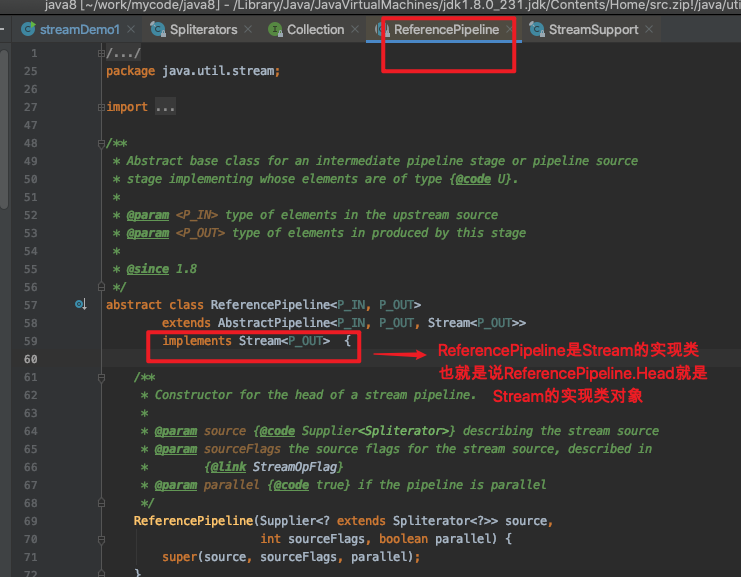 java8 [~/work/mycode/java8] - /Library/Java/JavaVirtualMachines/jdk1.8.0_231.jdk/Contents/Home/src.zip!/java/uti
streamDemo1 × Spliterators × Collection × ReferencePipeline × StreamSupport ×
1 /.../
25 package java.util.stream;
26
27 import ...
47
48 /**
49 * Abstract base class for an intermediate pipeline stage or pipeline source
50 * stage implementing whose elements are of type {@code U}.
51 *
52 * @param <P_IN> type of elements in the upstream source
53 * @param <P_OUT> type of elements in produced by this stage
54 *
55 * @since 1.8
56 */
57 abstract class ReferencePipeline<P_IN, P_OUT>
58 extends AbstractPipeline<P_IN, P_OUT, Stream<P_OUT>>
59 implements Stream<P_OUT> {
ReferencePipeline是Stream的实现类
也就是说ReferencePipeline.Head就是
Stream的实现类对象
60
61 /**
62 * Constructor for the head of a stream pipeline.
63 *
64 * @param source {@code Supplier<Spliterator>} describing the stream source
65 * @param sourceFlags the source flags for the stream source, described in
66 * {@link StreamOpFlag}
67 * @param parallel {@code true} if the pipeline is parallel
68 */
69 ReferencePipeline(Supplier<? extends Spliterator<?>> source,
70 int sourceFlags, boolean parallel) {
71 super(source, sourceFlags, parallel);
72 }